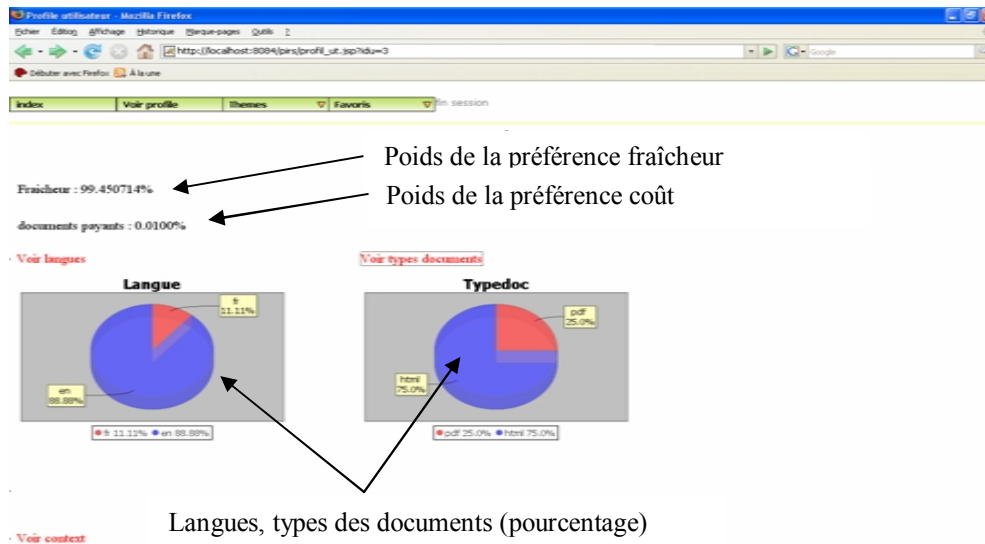 Profile utilisateur - Mozilla Firefox
Fichier Édition Affichage Historique Marque-pages Outils ?
http://localhost:8084/pirs/profil_ut.jsp?idu=3
Google
Débuter avec Firefox À la une
index Voir profile Themes Favoris fin session
Poids de la préférence fraîcheur
Fraicheur : 99.450714%
Poids de la préférence coût
documents payants : 0.0100%
Voir langues Voir types documents
Langue Typedoc
fr
11.11%
pdf
25.0%
en
88.88%
html
75.0%
fr 11.11% en 88.88%
pdf 25.0% html 75.0%
Langues, types des documents (pourcentage)
Voir context